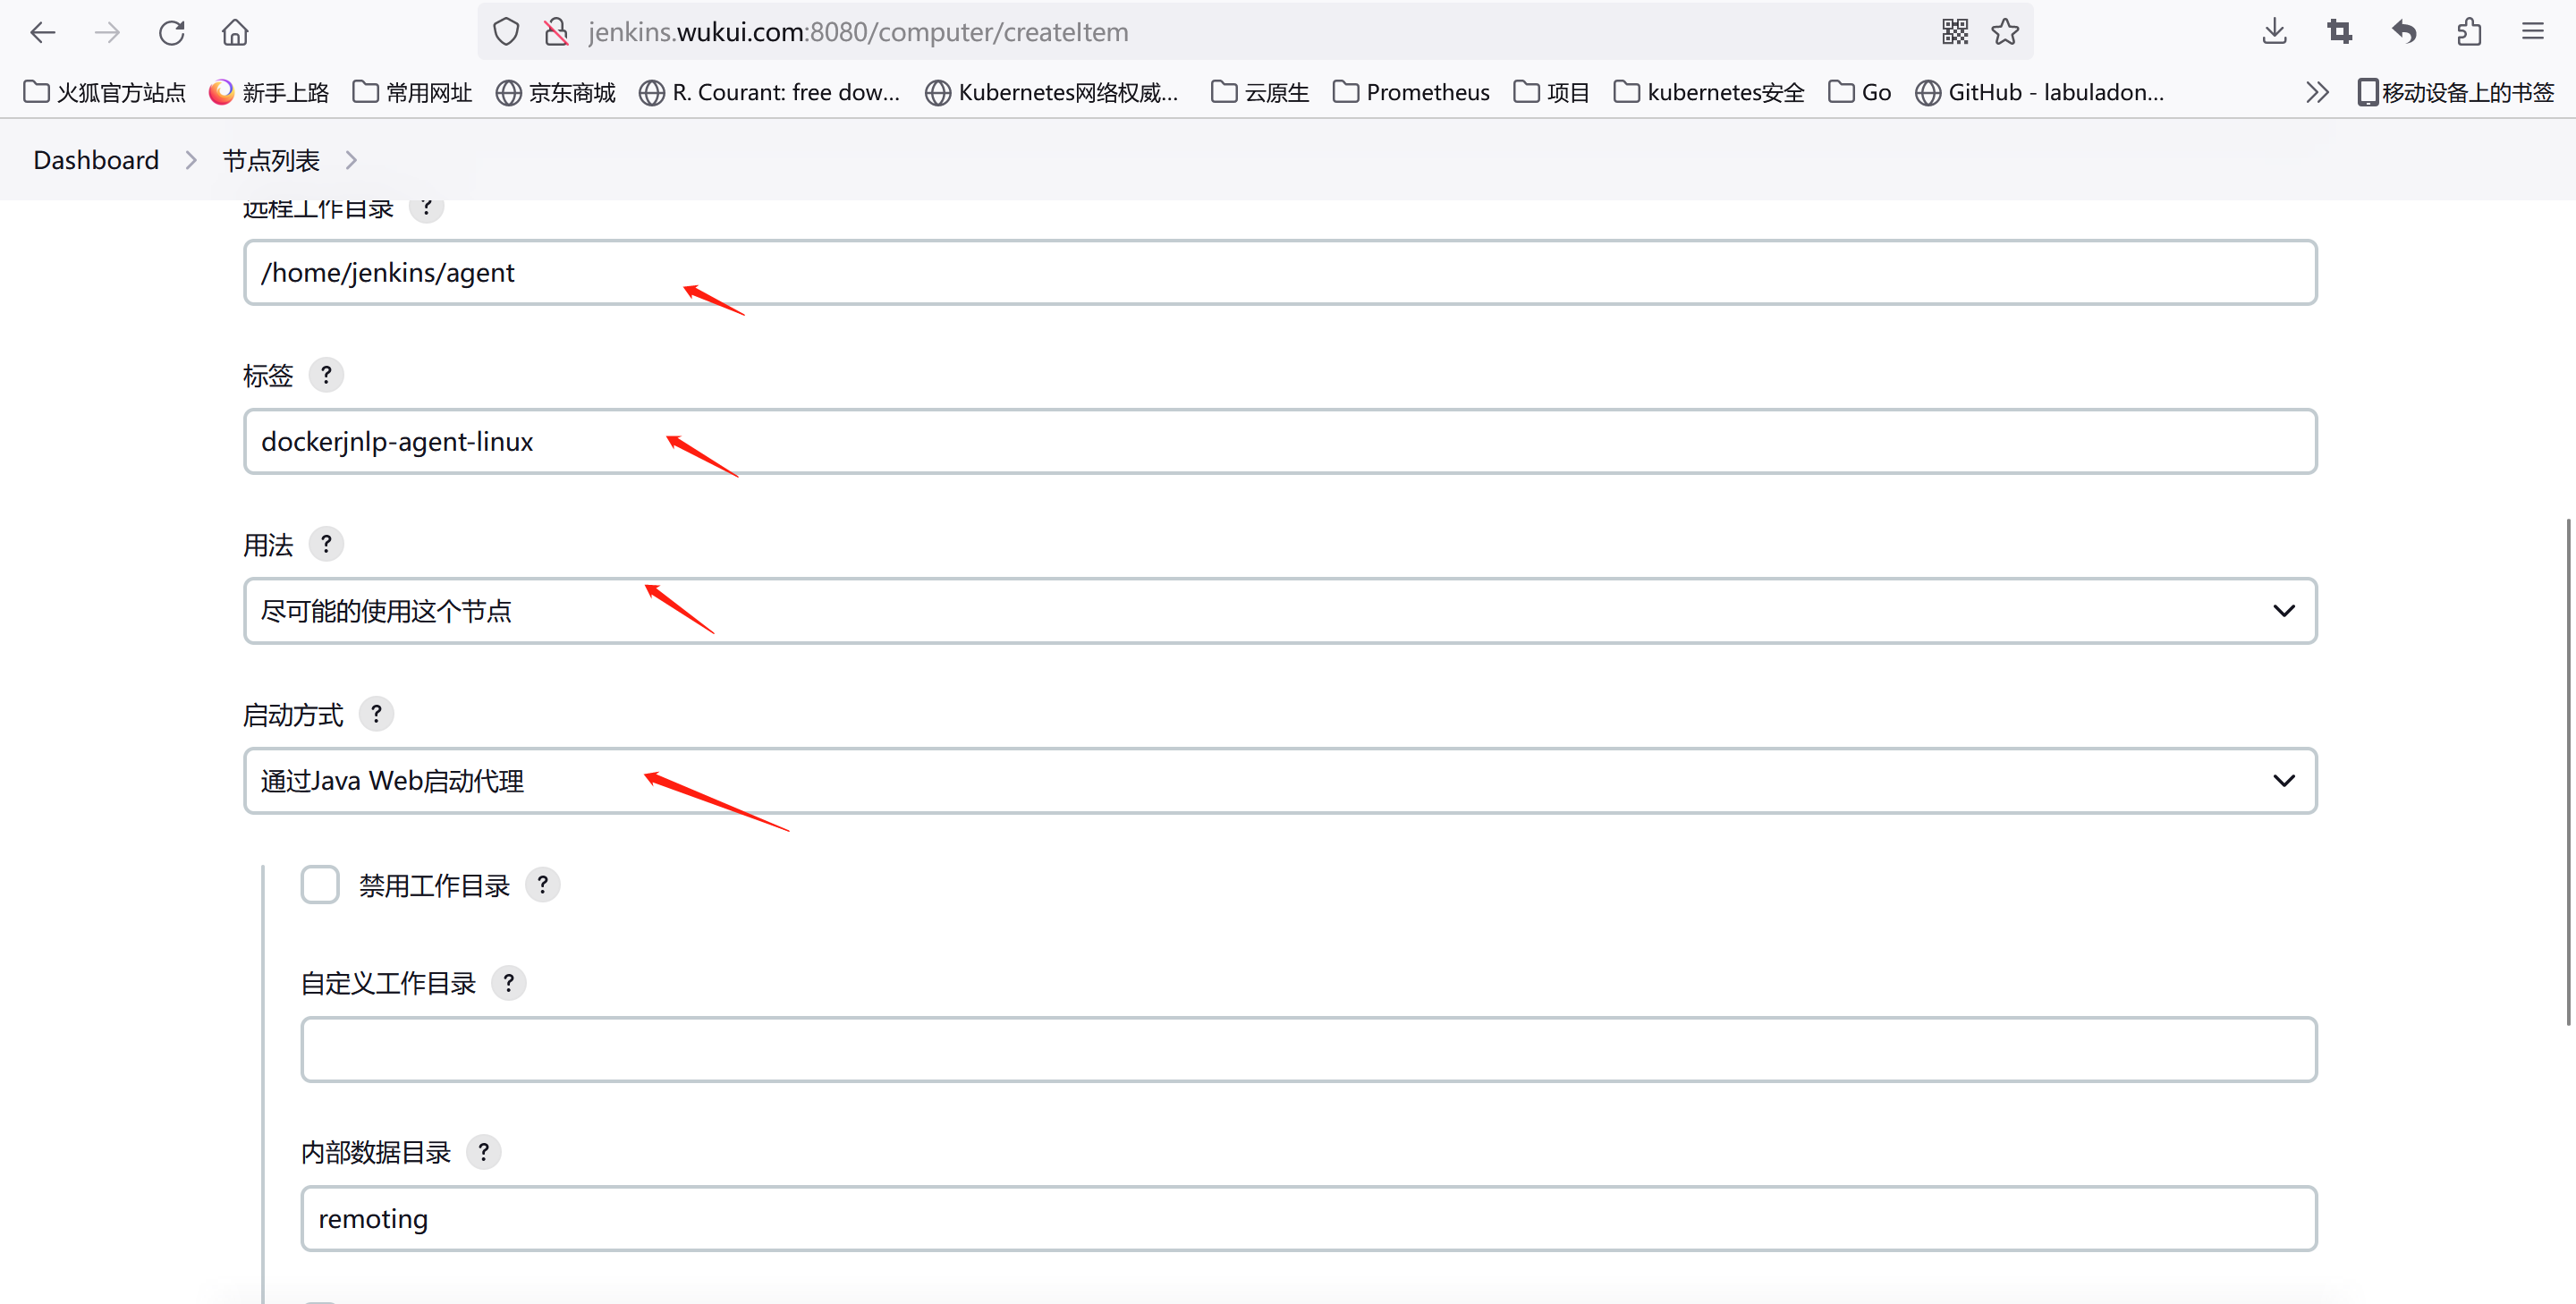 jenkins.wukui.com:8080/computer/createItem
火狐官方站点 新手上路 常用网址 京东商城 R. Courant: free dow... Kubernetes网络权威... 云原生 Prometheus 项目 kubernetes安全 Go GitHub - labuladon... 移动设备上的书签
Dashboard 节点列表
远程工作目录 ?
/home/jenkins/agent
标签 ?
dockerjnlp-agent-linux
用法 ?
尽可能的使用这个节点
启动方式 ?
通过Java Web启动代理
禁用工作目录 ?
自定义工作目录 ?
内部数据目录 ?
remoting